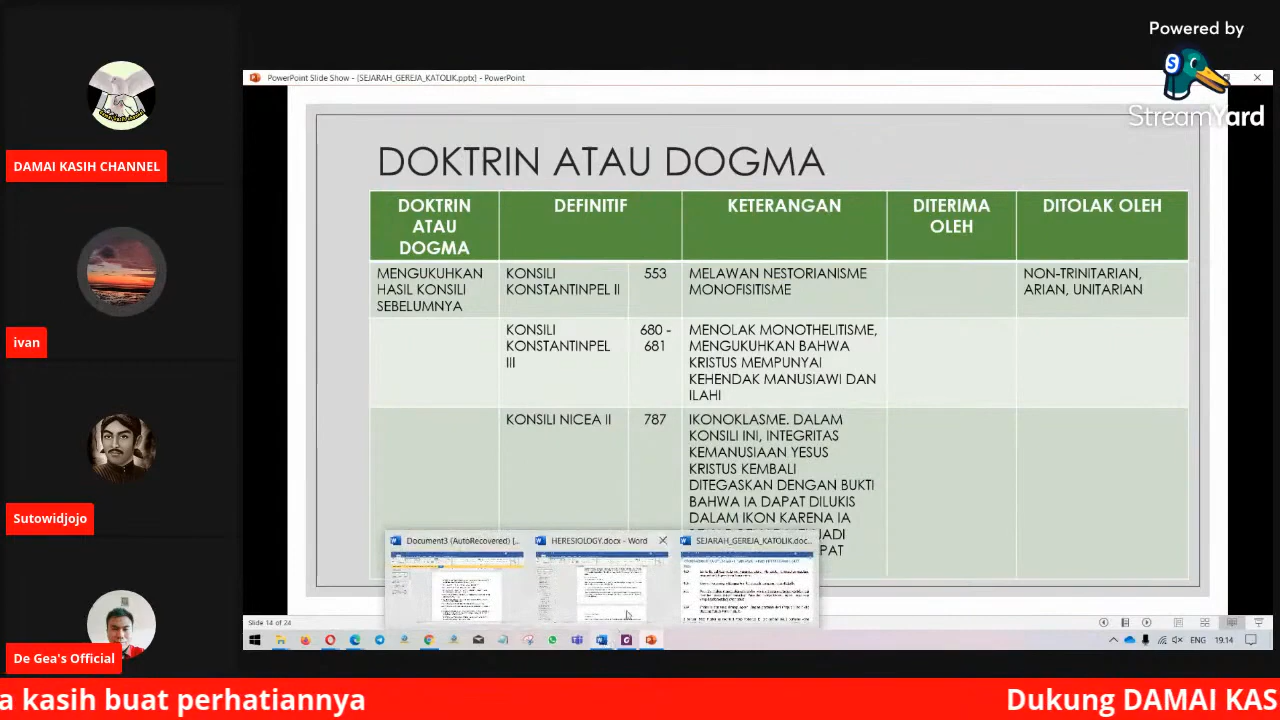 Powered by
StreamYard
PowerPoint Slide Show - [SEJARAH_GEREJA_KATOLIK.pptx] - PowerPoint
DAMAI KASIH CHANNEL
ivan
Sutowidjojo
De Gea's Official
DOKTRIN ATAU DOGMA
DOKTRIN
ATAU
DOGMA
DEFINITIF
KETERANGAN
DITERIMA
OLEH
DITOLAK OLEH
MENGUKUHKAN
HASIL KONSILI
SEBELUMNYA
KONSILI
KONSTANTINPEL II
553
MELAWAN NESTORIANISME
MONOFISITISME
NON-TRINITARIAN,
ARIAN, UNITARIAN
KONSILI
KONSTANTINPEL
III
680 -
681
MENOLAK MONOTHELITISME,
MENGUKUHKAN BAHWA
KRISTUS MEMPUNYAI
KEHENDAK MANUSIAWI DAN
ILAHI
KONSILI NICEA II
787
IKONOKLASME. DALAM
KONSILI INI, INTEGRITAS
KEMANUSIAAN YESUS
KRISTUS KEMBALI
DITEGASKAN DENGAN BUKTI
BAHWA IA DAPAT DILUKIS
DALAM IKON KARENA IA
Document3 (AutoRecovered) [...
HERESIOLOGY.docx - Word
SEJARAH_GEREJA_KATOLIK.doc...
Slide 14 of 24
ENG
19.14
a kasih buat perhatiannya
Dukung DAMAI KAS